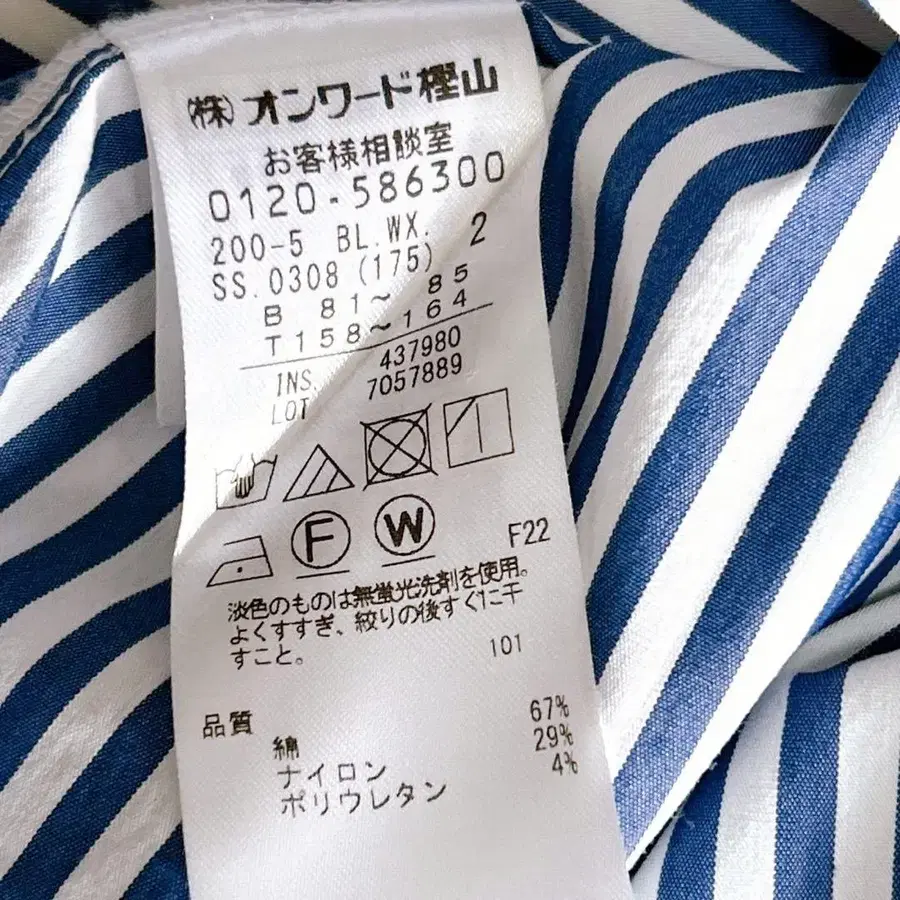 (株)オンワード樫山
お客様相談室
0120-586300
200-5 BL.WX. 2
SS.0308 (175)
B 81〜 85
T158〜164
INS. 437980
LOT 7057889
F W F22
淡色のものは無蛍光洗剤を使用。
よくすすぎ、絞りの後すぐに干
すこと。 101
品質
綿 67%
ナイロン 29%
ポリウレタン 4%